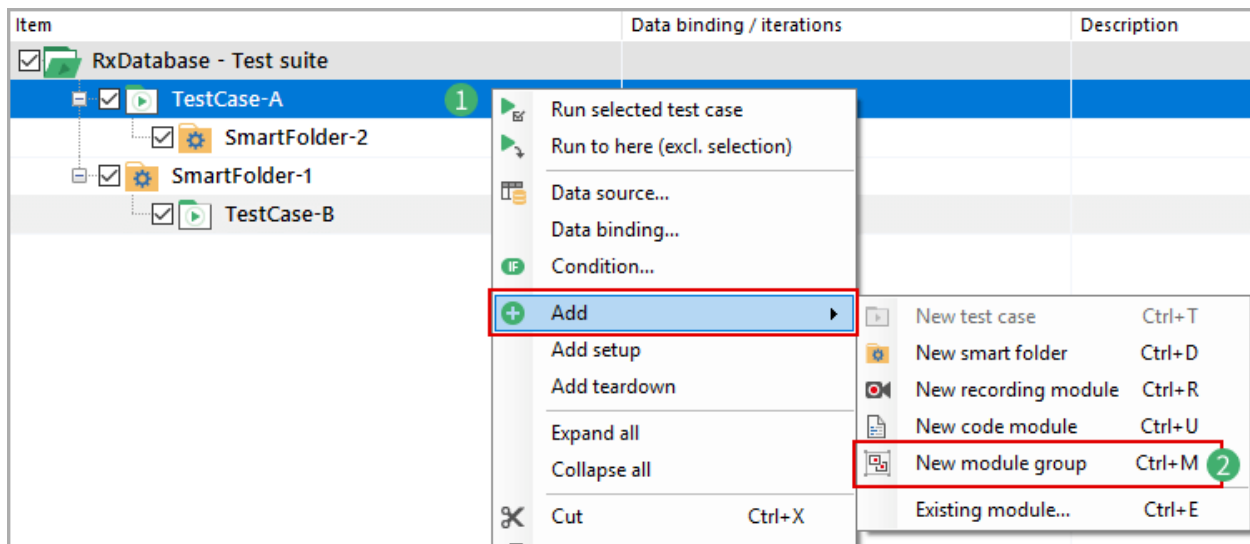 Item Data binding / iterations Description
RxDatabase - Test suite
TestCase-A 1
SmartFolder-2
SmartFolder-1
TestCase-B
Run selected test case
Run to here (excl. selection)
Data source...
Data binding...
IF Condition...
Add
Add setup
Add teardown
Expand all
Collapse all
Cut Ctrl+X
New test case Ctrl+T
New smart folder Ctrl+D
New recording module Ctrl+R
New code module Ctrl+U
New module group Ctrl+M 2
Existing module... Ctrl+E